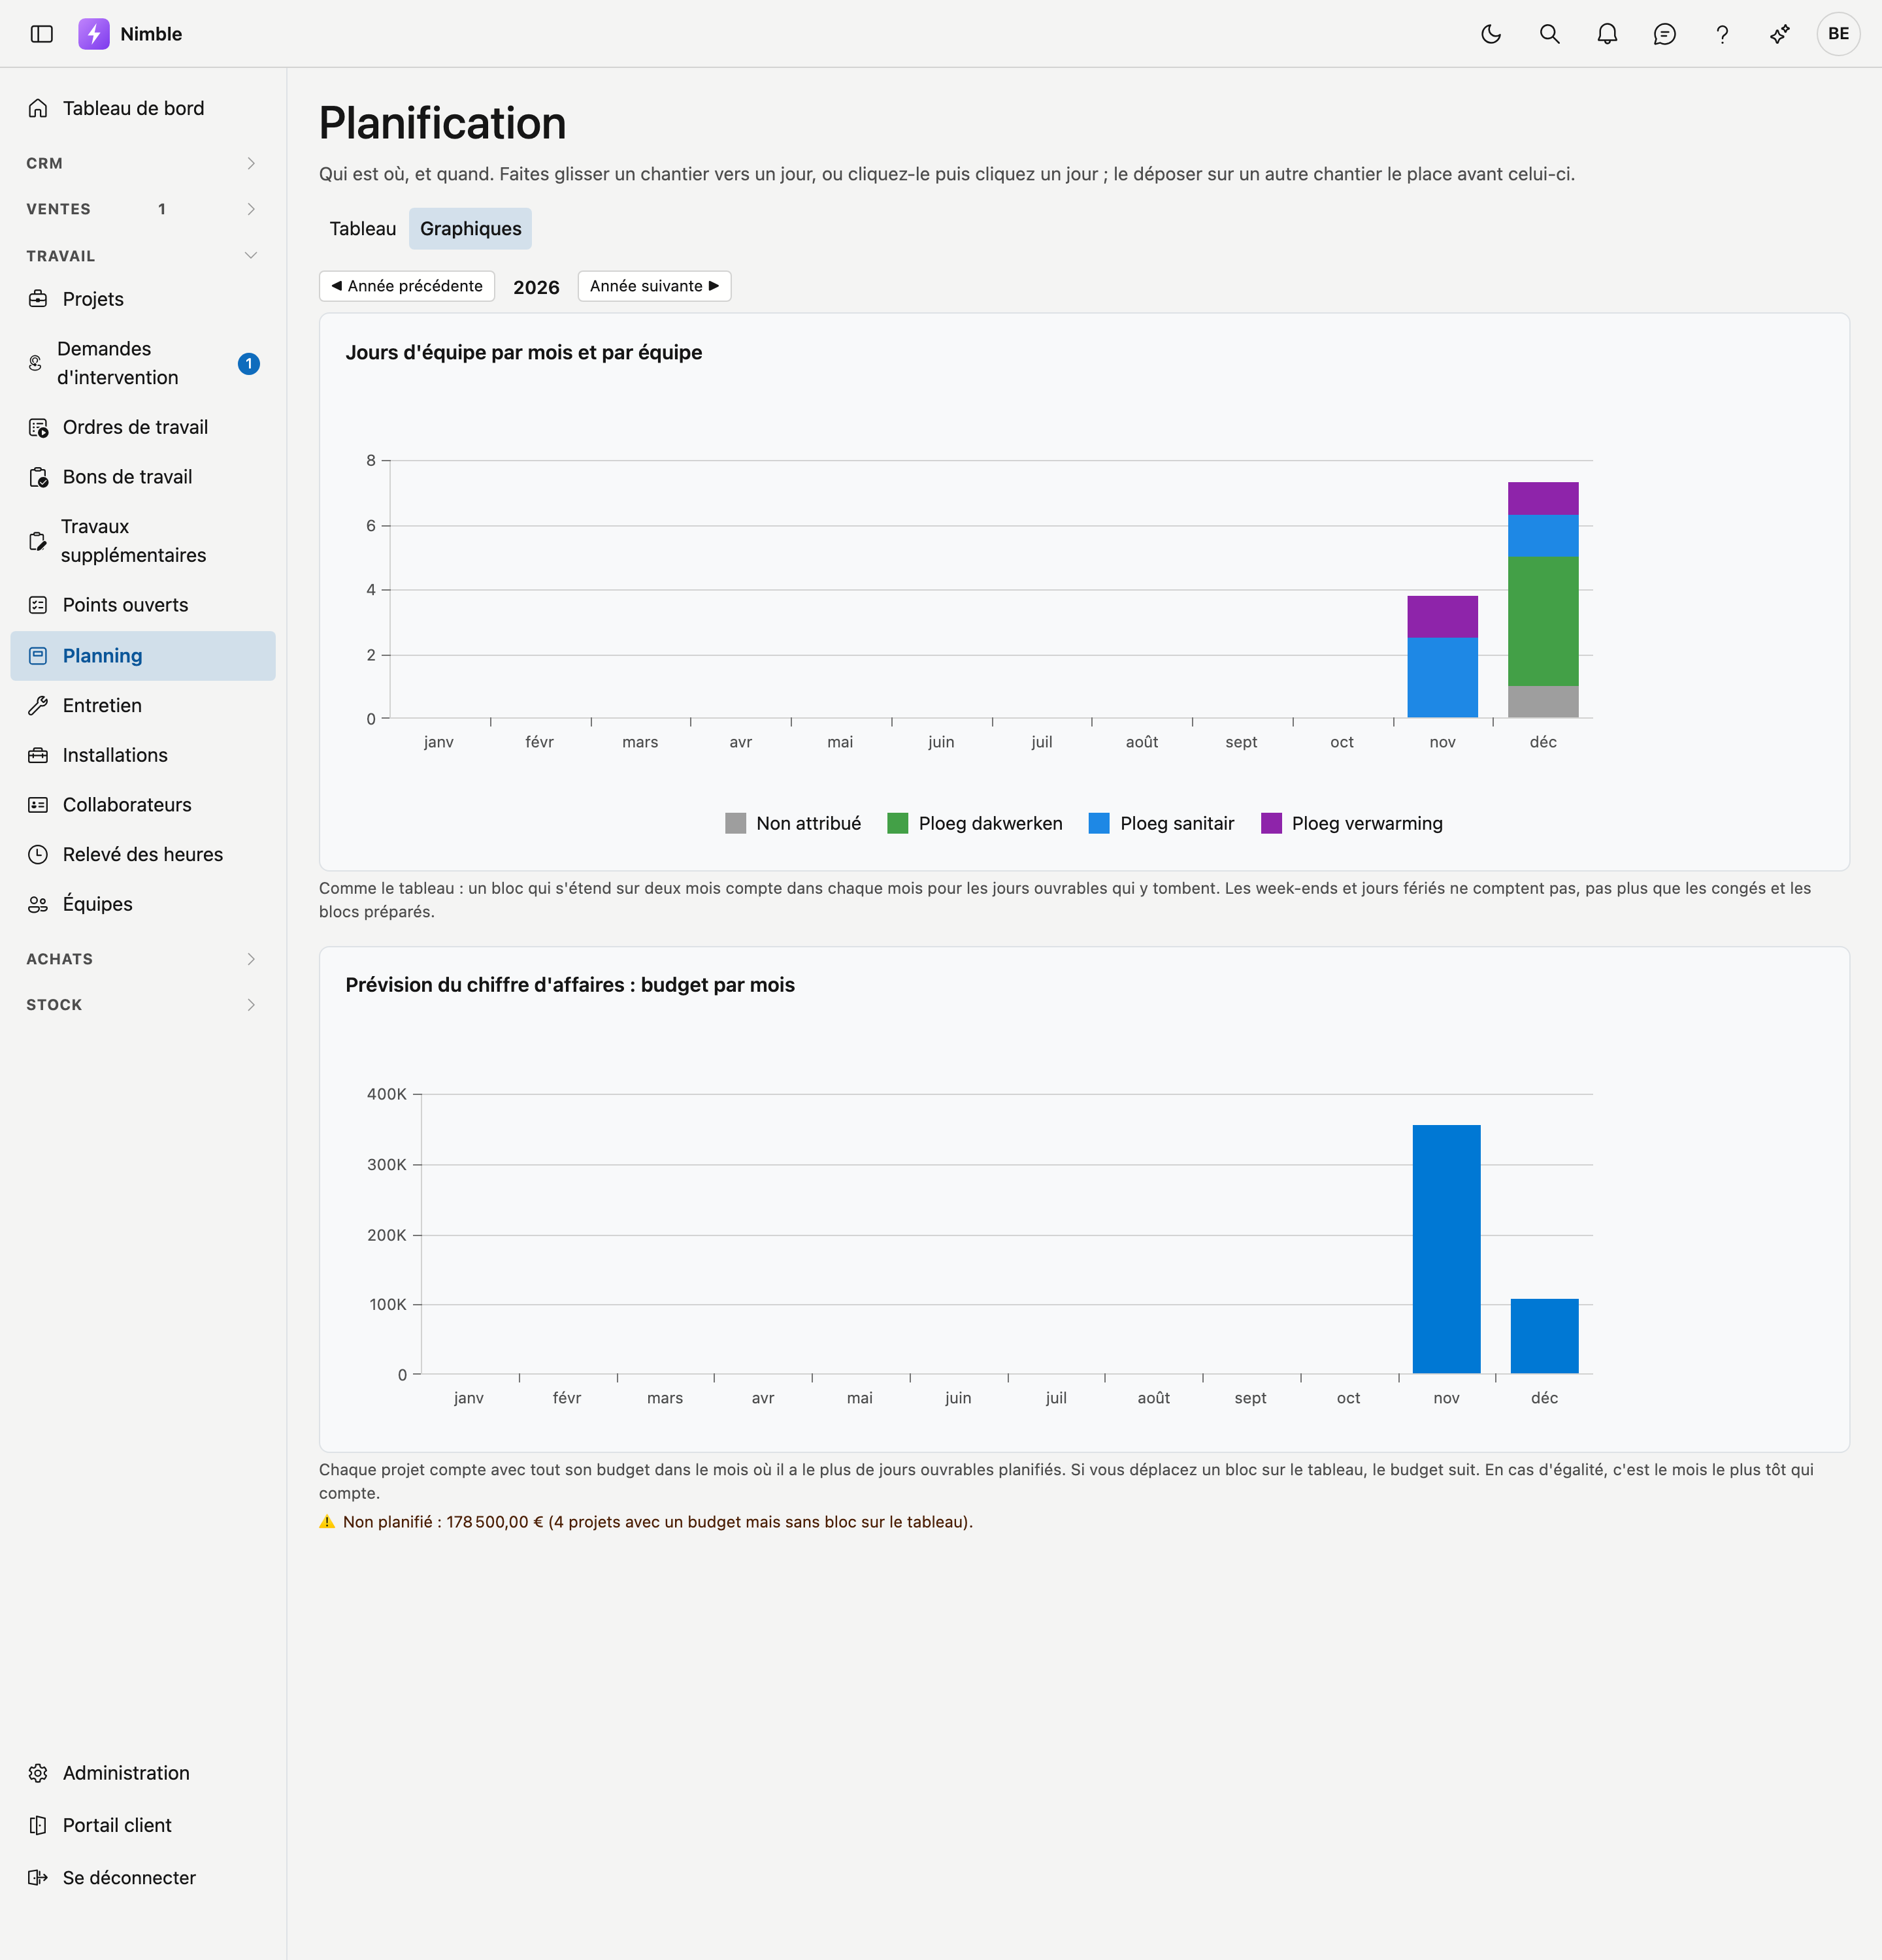 Nimble
BE
Tableau de bord
CRM
VENTES 1
TRAVAIL
Projets
Demandes
d'intervention
1
Ordres de travail
Bons de travail
Travaux
supplémentaires
Points ouverts
Planning
Entretien
Installations
Collaborateurs
Relevé des heures
Équipes
ACHATS
STOCK
Administration
Portail client
Se déconnecter
Planification
Qui est où, et quand. Faites glisser un chantier vers un jour, ou cliquez-le puis cliquez un jour ; le déposer sur un autre chantier le place avant celui-ci.
Tableau Graphiques
◀ Année précédente 2026 Année suivante ▶
Jours d'équipe par mois et par équipe
8
6
4
2
0
janv févr mars avr mai juin juil août sept oct nov déc
Non attribué Ploeg dakwerken Ploeg sanitair Ploeg verwarming
Comme le tableau : un bloc qui s'étend sur deux mois compte dans chaque mois pour les jours ouvrables qui y tombent. Les week-ends et jours fériés ne comptent pas, pas plus que les congés et les
blocs préparés.
Prévision du chiffre d'affaires : budget par mois
400K
300K
200K
100K
0
janv févr mars avr mai juin juil août sept oct nov déc
Chaque projet compte avec tout son budget dans le mois où il a le plus de jours ouvrables planifiés. Si vous déplacez un bloc sur le tableau, le budget suit. En cas d'égalité, c'est le mois le plus tôt qui
compte.
⚠ Non planifié : 178 500,00 € (4 projets avec un budget mais sans bloc sur le tableau).